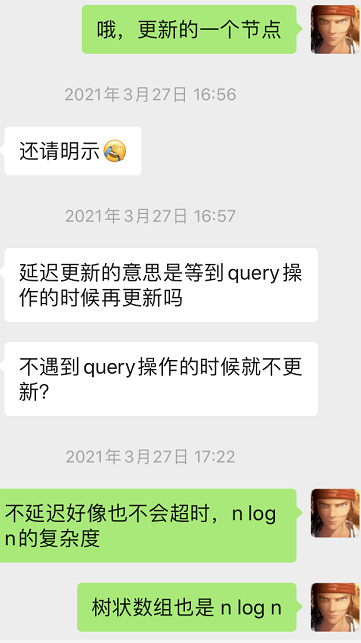 哦，更新的一个节点
2021年3月27日 16:56
还请明示🤦
2021年3月27日 16:57
延迟更新的意思是等到query操
作的时候再更新吗
不遇到query操作的时候就不更
新?
2021年3月27日 17:22
不延迟好像也不会超时，n log
n的复杂度
树状数组也是 n log n